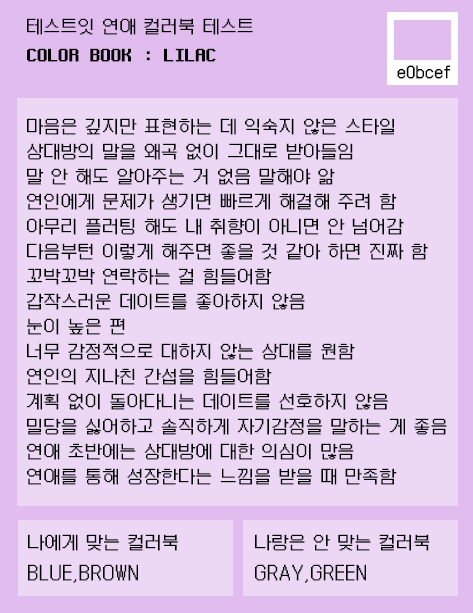 테스트잇 연애 컬러북 테스트
COLOR BOOK : LILAC
e0bcef
마음은 깊지만 표현하는 데 익숙지 않은 스타일
상대방의 말을 왜곡 없이 그대로 받아들임
말 안 해도 알아주는 거 없음 말해야 앎
연인에게 문제가 생기면 빠르게 해결해 주려 함
아무리 플러팅 해도 내 취향이 아니면 안 넘어감
다음부턴 이렇게 해주면 좋을 것 같아 하면 진짜 함
꼬박꼬박 연락하는 걸 힘들어함
갑작스러운 데이트를 좋아하지 않음
눈이 높은 편
너무 감정적으로 대하지 않는 상대를 원함
연인의 지나친 간섭을 힘들어함
계획 없이 돌아다니는 데이트를 선호하지 않음
밀당을 싫어하고 솔직하게 자기감정을 말하는 게 좋음
연애 초반에는 상대방에 대한 의심이 많음
연애를 통해 성장한다는 느낌을 받을 때 만족함
나에게 맞는 컬러북
BLUE,BROWN
나랑은 안 맞는 컬러북
GRAY,GREEN